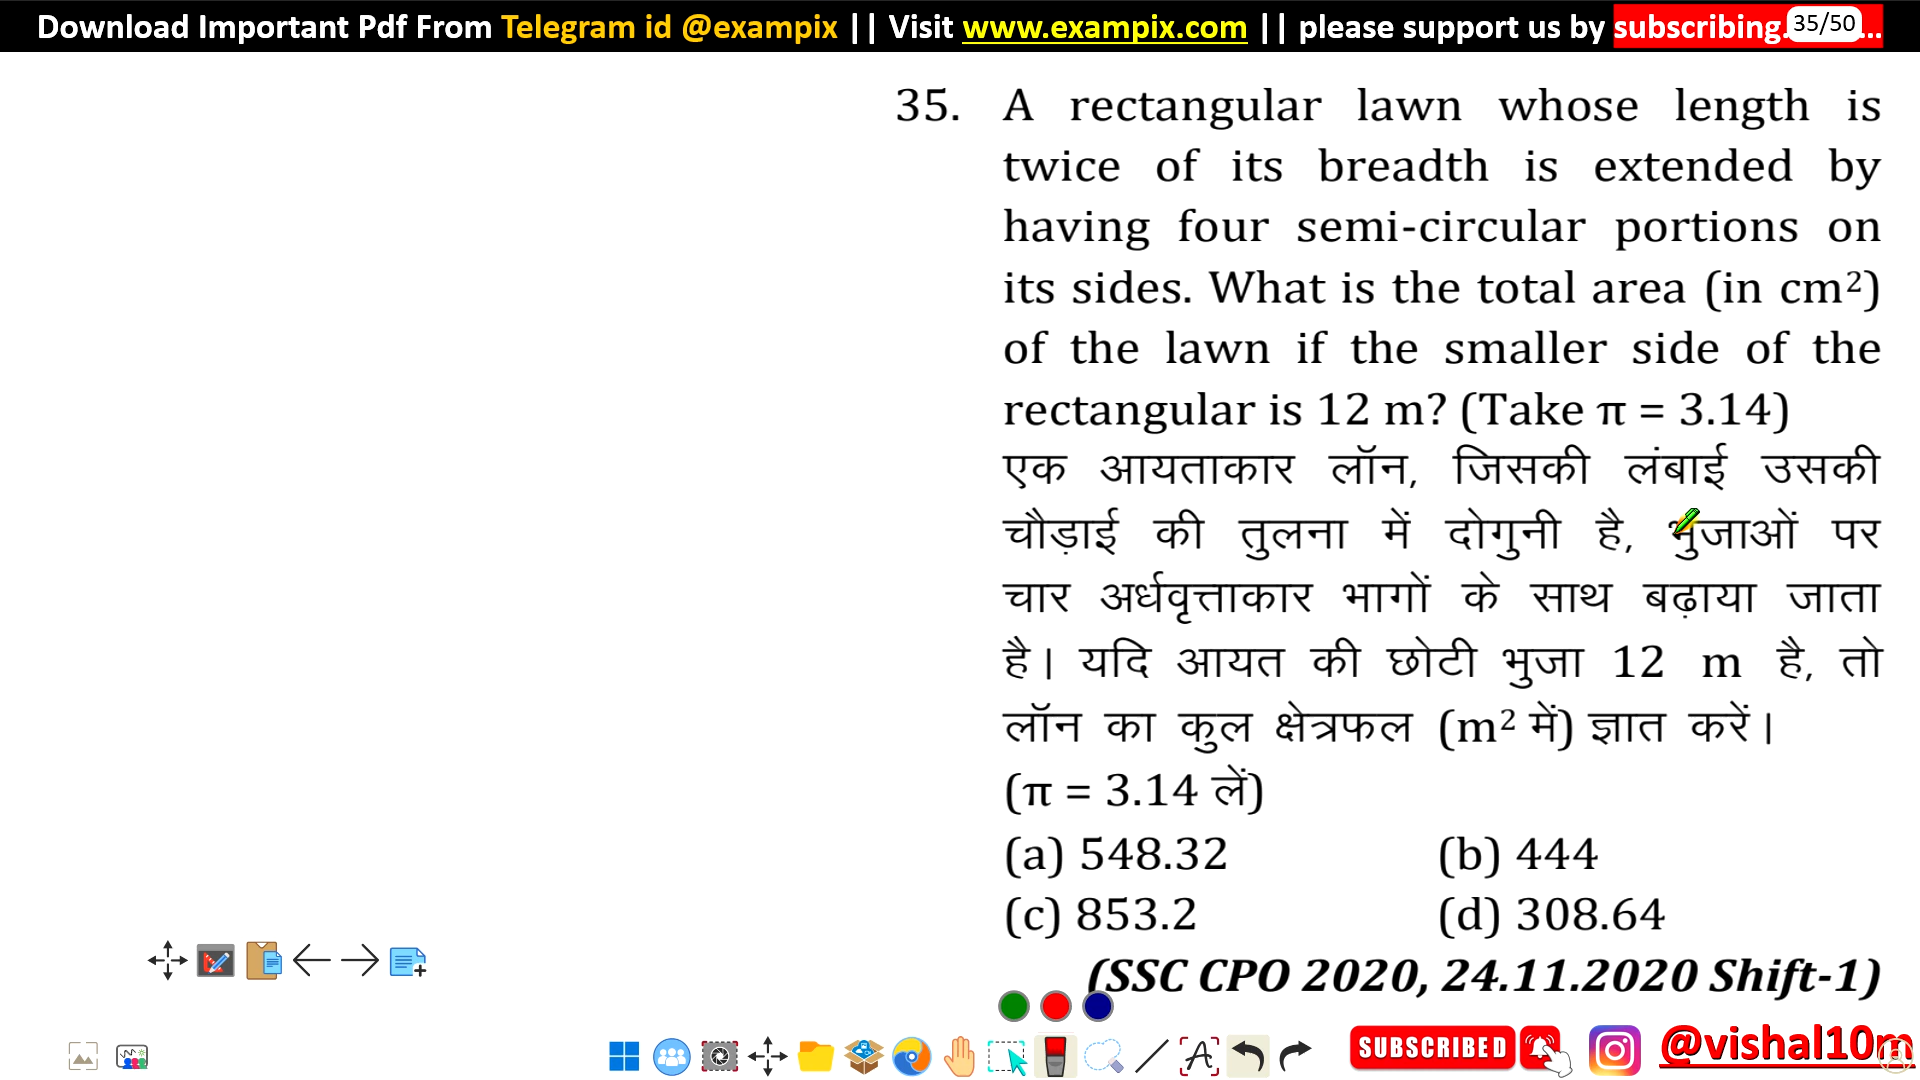 Download Important Pdf From Telegram id @exampix || Visit www.exampix.com || please support us by subscribing. 35/50 ...
35. A rectangular lawn whose length is
twice of its breadth is extended by
having four semi-circular portions on
its sides. What is the total area (in cm²)
of the lawn if the smaller side of the
rectangular is 12 m? (Take π = 3.14)
एक आयताकार लॉन, जिसकी लंबाई उसकी
चौड़ाई की तुलना में दोगुनी है, भुजाओं पर
चार अर्धवृत्ताकार भागों के साथ बढ़ाया जाता
है। यदि आयत की छोटी भुजा 12 m है, तो
लॉन का कुल क्षेत्रफल (m² में) ज्ञात करें।
(π = 3.14 लें)
(a) 548.32 (b) 444
(c) 853.2 (d) 308.64
(SSC CPO 2020, 24.11.2020 Shift-1)
SUBSCRIBED @vishal10m